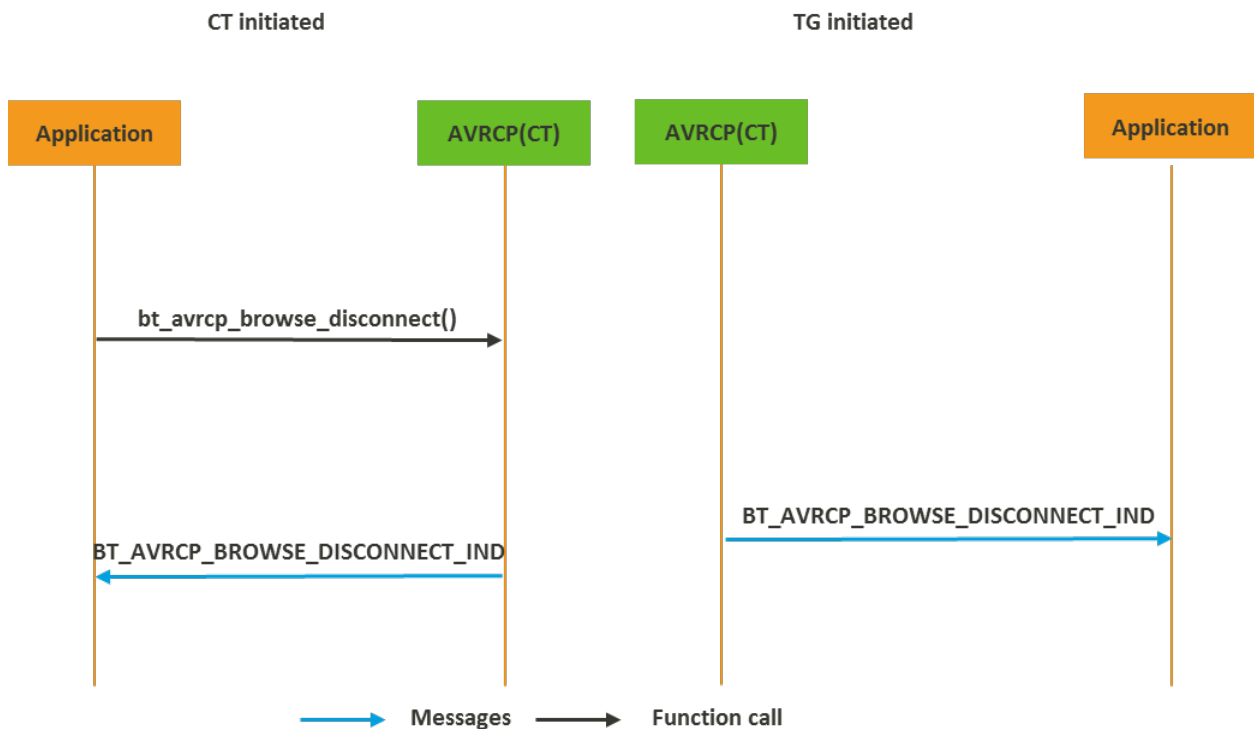 CT initiated
TG initiated
Application
AVRCP(CT)
AVRCP(CT)
Application
bt_avrcp_browse_disconnect()
BT_AVRCP_BROWSE_DISCONNECT_IND
BT_AVRCP_BROWSE_DISCONNECT_IND
Messages
Function call